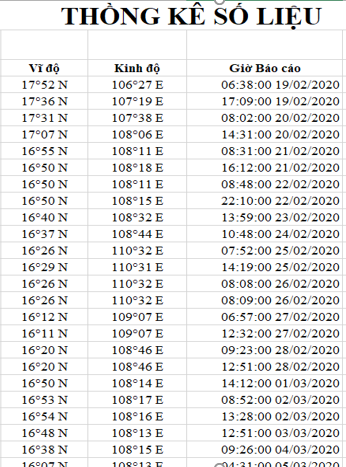 THỒNG KÊ SỐ LIỆU
Vĩ độ Kinh độ Giờ Báo cáo
17°52 N 106°27 E 06:38:00 19/02/2020
17°36 N 107°19 E 17:09:00 19/02/2020
17°31 N 107°38 E 08:02:00 20/02/2020
17°07 N 108°06 E 14:31:00 20/02/2020
16°55 N 108°11 E 08:31:00 21/02/2020
16°50 N 108°18 E 16:12:00 21/02/2020
16°50 N 108°11 E 08:48:00 22/02/2020
16°50 N 108°15 E 22:10:00 22/02/2020
16°40 N 108°32 E 13:59:00 23/02/2020
16°37 N 108°44 E 10:48:00 24/02/2020
16°26 N 110°32 E 07:52:00 25/02/2020
16°29 N 110°31 E 14:19:00 25/02/2020
16°26 N 110°32 E 08:08:00 26/02/2020
16°26 N 110°32 E 08:09:00 26/02/2020
16°12 N 109°07 E 06:57:00 27/02/2020
16°11 N 109°07 E 12:32:00 27/02/2020
16°20 N 108°46 E 09:23:00 28/02/2020
16°20 N 108°46 E 12:51:00 28/02/2020
16°50 N 108°14 E 14:12:00 01/03/2020
16°53 N 108°17 E 08:52:00 02/03/2020
16°54 N 108°16 E 13:28:00 02/03/2020
16°48 N 108°13 E 12:51:00 03/03/2020
16°38 N 108°15 E 09:26:00 04/03/2020
16°07 N 108°13 E 04:31:00 05/03/2020